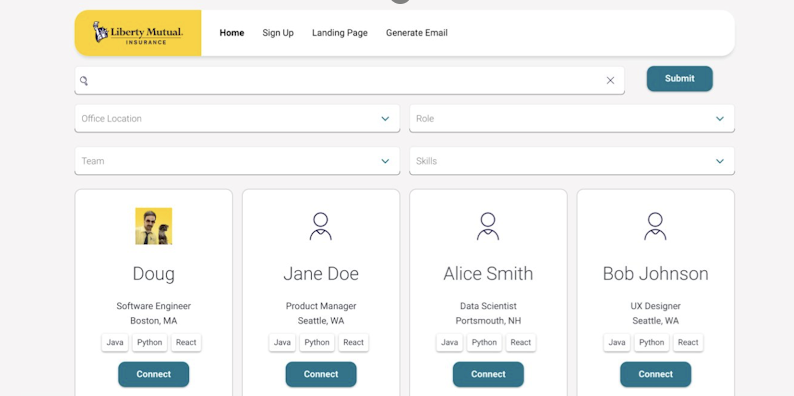 Liberty Mutual.
INSURANCE
Home Sign Up Landing Page Generate Email
Submit
Office Location Role
Team Skills
Doug Jane Doe Alice Smith Bob Johnson
Software Engineer Product Manager Data Scientist UX Designer
Boston, MA Seattle, WA Portsmouth, NH Seattle, WA
Java Python React Java Python React Java Python React Java Python React
Connect Connect Connect Connect